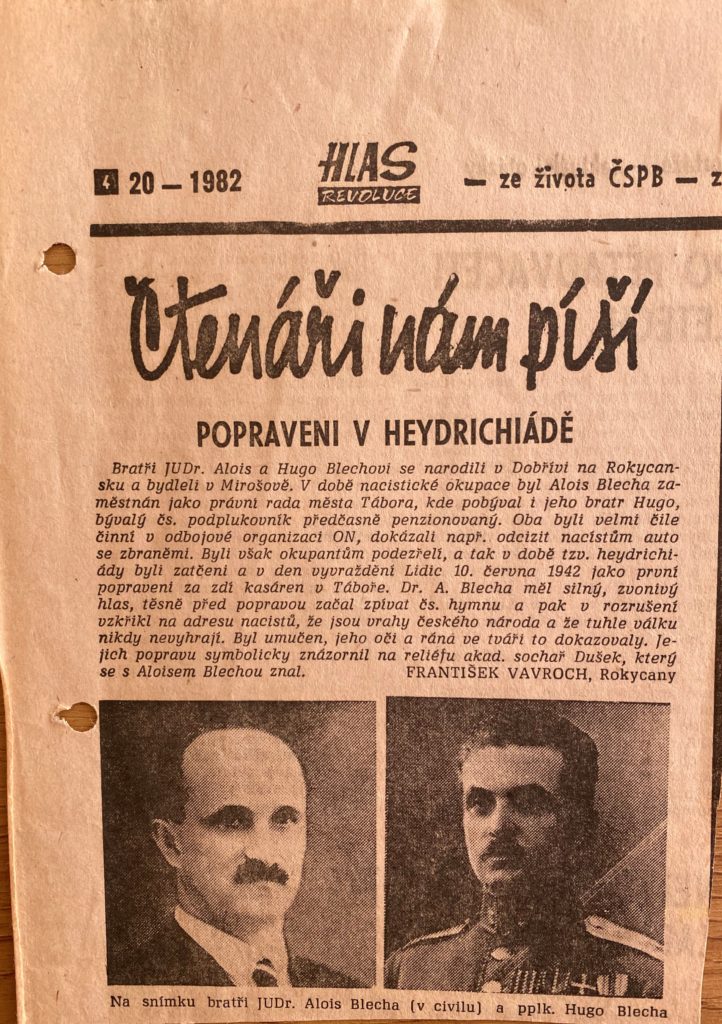 4 20 — 1982
HLAS
REVOLUCE
— ze života ČSPB — z
Čtenáři nám píší
POPRAVENI V HEYDRICHIÁDĚ
Bratři JUDr. Alois a Hugo Blechovi se narodili v Dobřívi na Rokycan-
sku a bydleli v Mirošově. V době nacistické okupace byl Alois Blecha za-
městnán jako právní rada města Tábora, kde pobýval i jeho bratr Hugo,
bývalý čs. podplukovník předčasně penzionovaný. Oba byli velmi čile
činní v odbojové organizaci ON, dokázali např. odcizit nacistům auto
se zbraněmi. Byli však okupantům podezřelí, a tak v době tzv. heydrichi-
ády byli zatčeni a v den vyvraždění Lidic 10. června 1942 jako první
popraveni za zdí kasáren v Táboře. Dr. A. Blecha měl silný, zvonivý
hlas, těsně před popravou začal zpívat čs. hymnu a pak v rozrušení
vzkřikl na adresu nacistů, že jsou vrahy českého národa a že tuhle válku
nikdy nevyhrají. Byl umučen, jeho oči a rána ve tváři to dokazovaly. Je-
jich popravu symbolicky znázornil na reliéfu akad. sochař Dušek, který
se s Aloisem Blechou znal. FRANTIŠEK VAVROCH, Rokycany
Na snímku bratři JUDr. Alois Blecha (v civilu) a pplk. Hugo Blecha